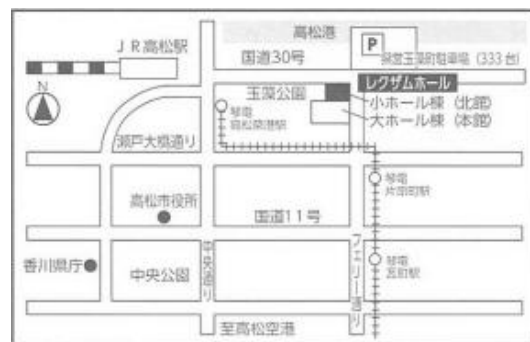 高松港
JR高松駅
国道30号
P
県営玉藻町駐車場(333台)
レクザムホール
小ホール棟(北館)
大ホール棟(本館)
玉藻公園
N
琴電
高松築港駅
瀬戸大橋通り
琴電
片原町駅
高松市役所
国道11号
香川県庁
中央公園
中央通り
フェリー通り
琴電
瓦町駅
至高松空港